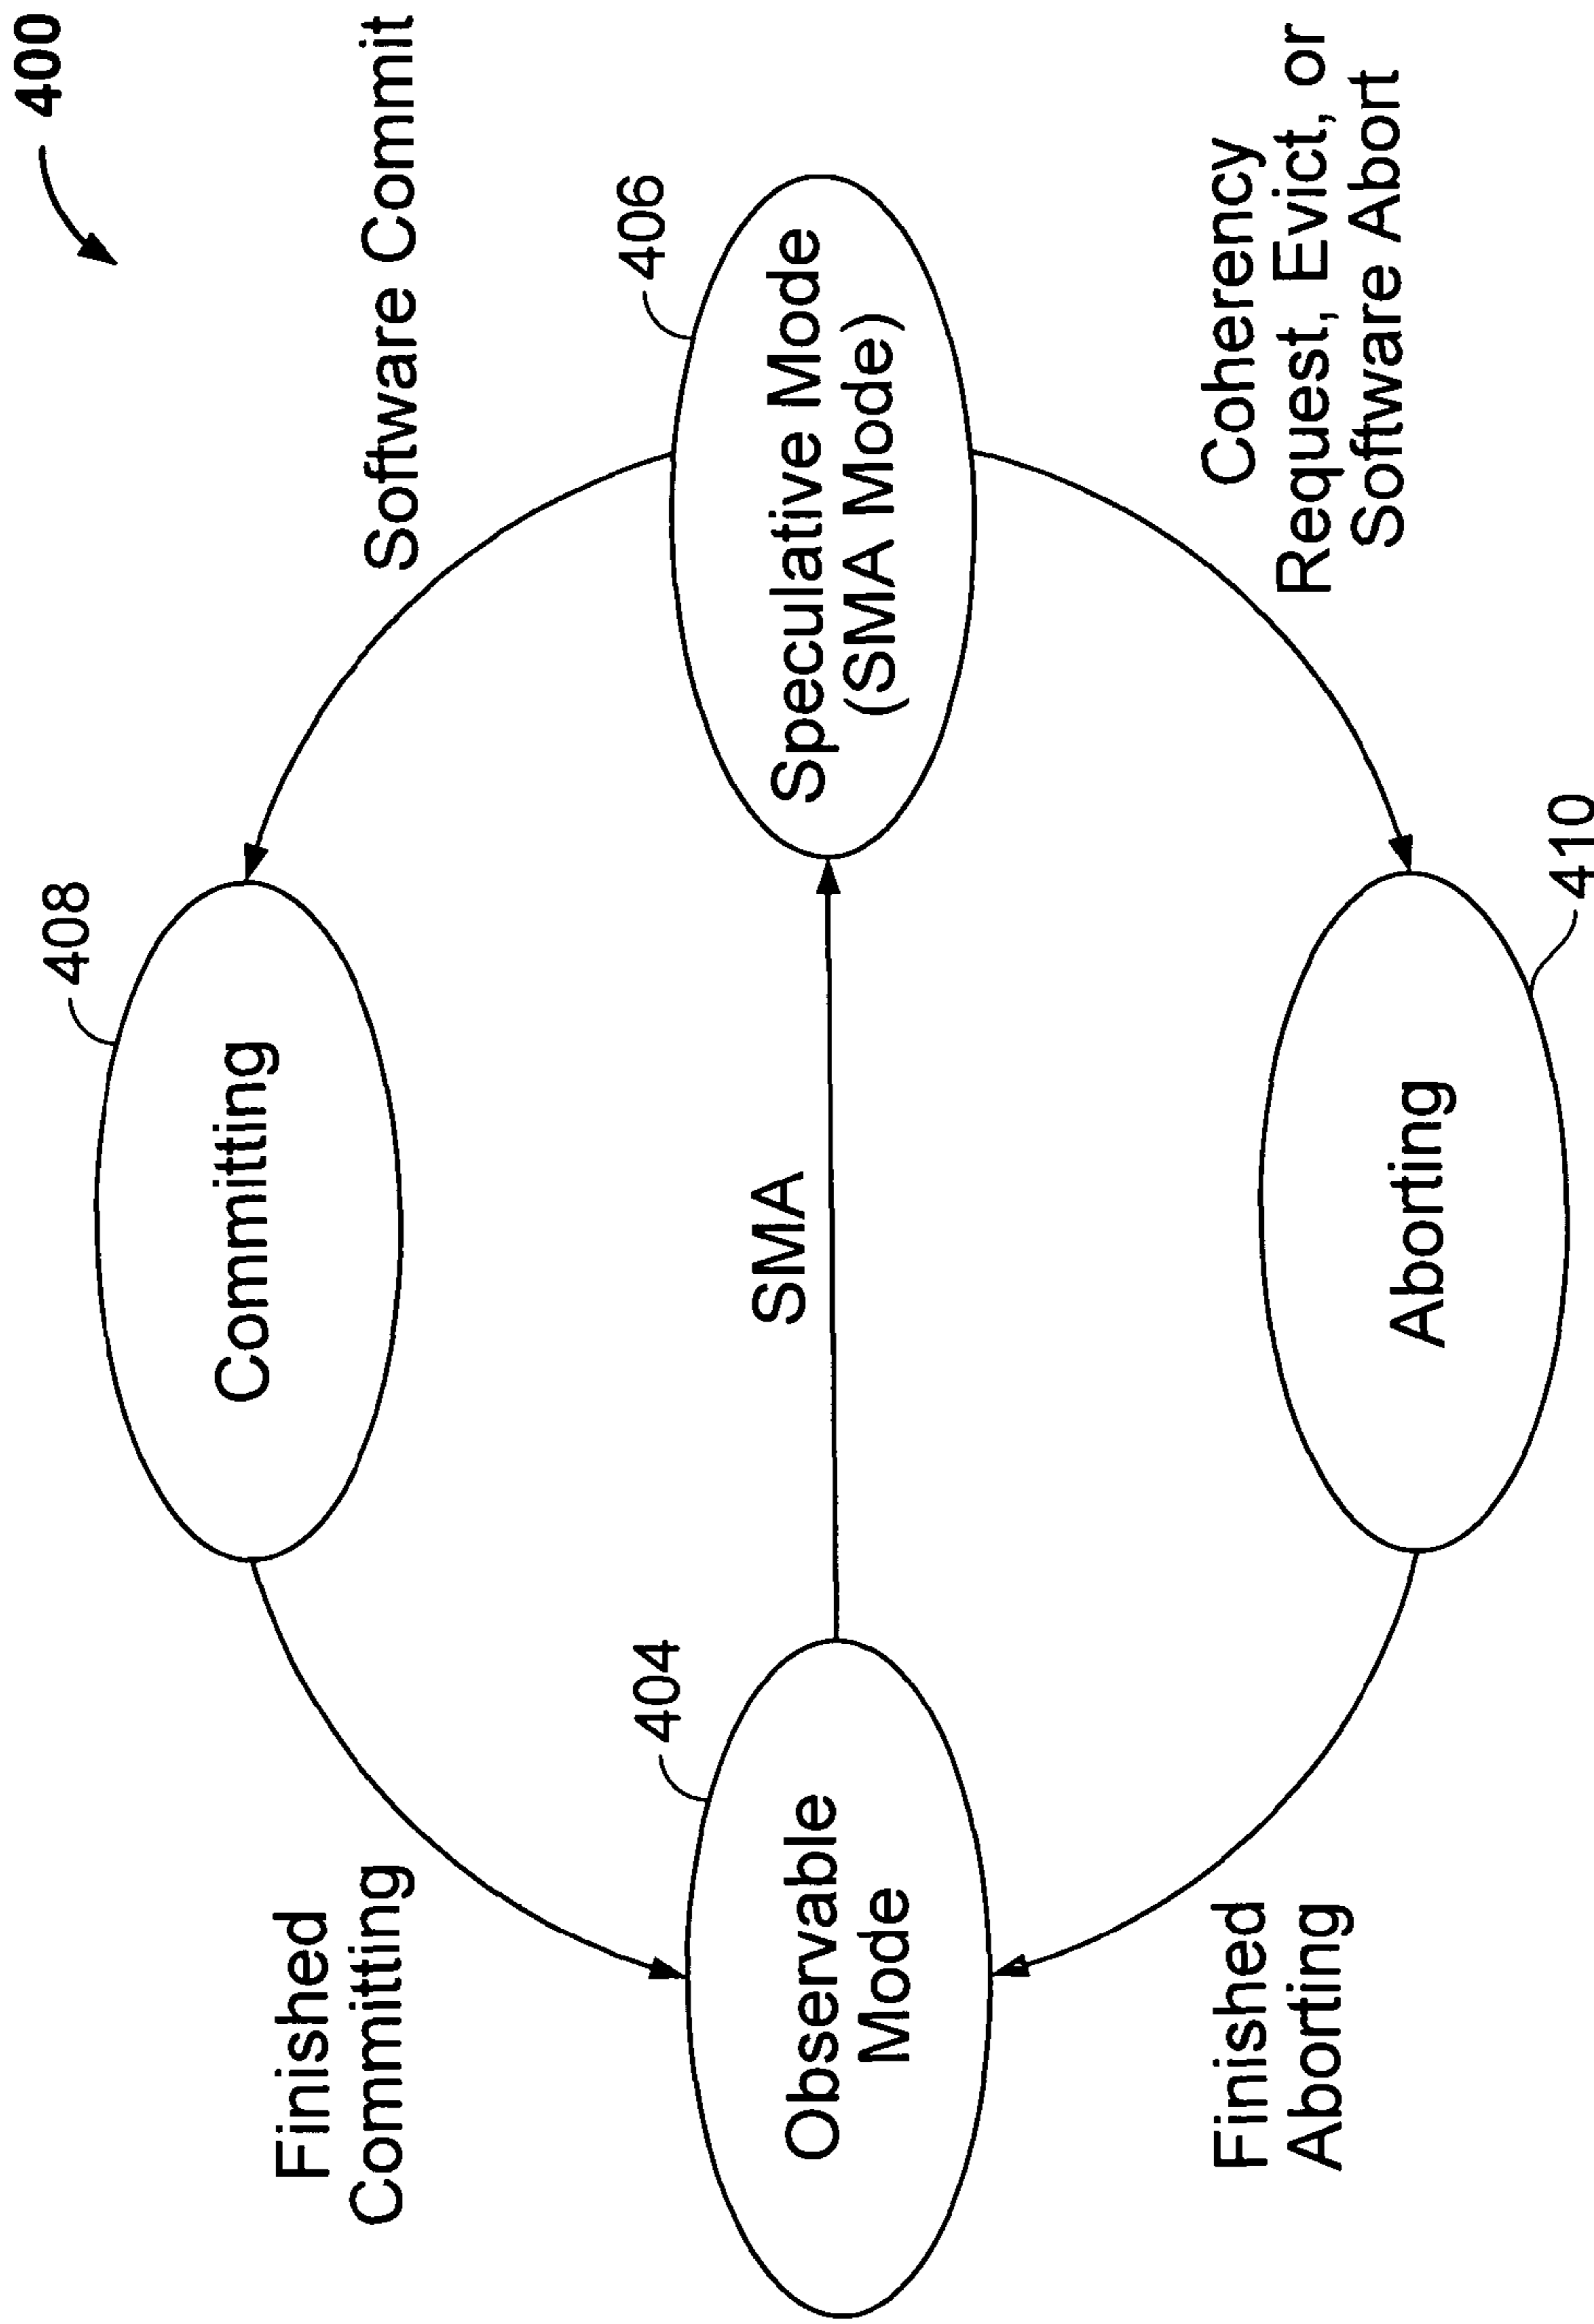 400
Software Commit
406
Speculative Mode
(SMA Mode)
Coherency
Request, Evict, or
Software Abort
408
Committing
SMA
Aborting
410
Finished
Committing
404
Observable
Mode
Finished
Aborting